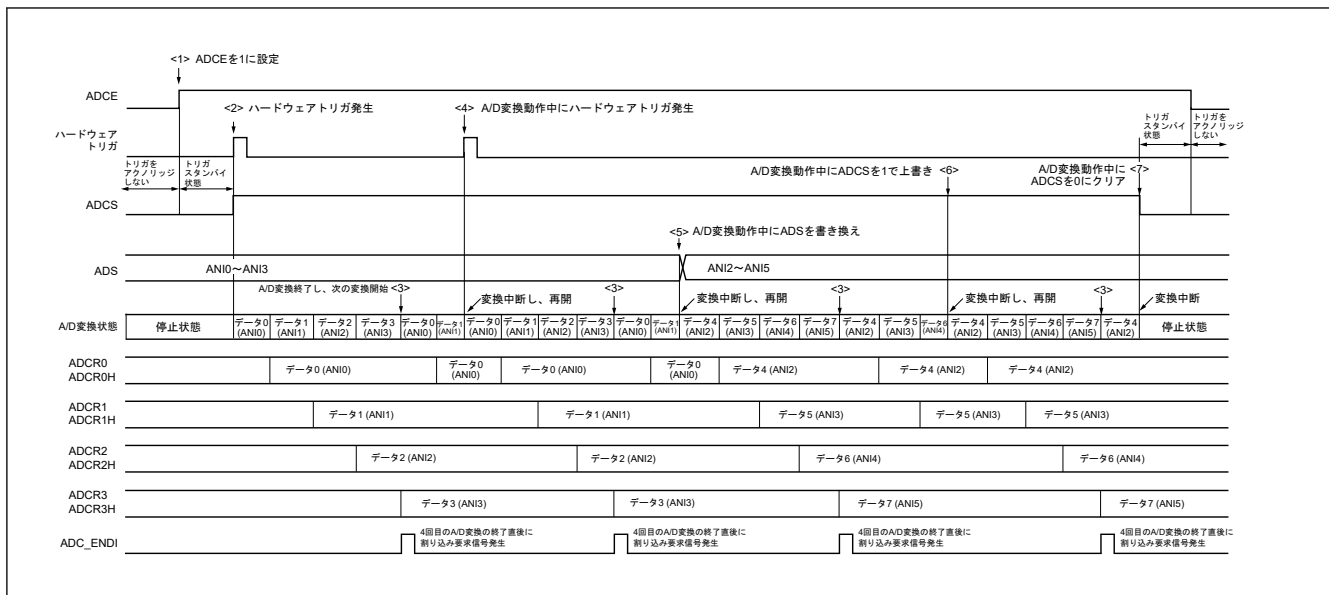 <1> ADCEを1に設定
ADCE
<2> ハードウェアトリガ発生
<4> A/D変換動作中にハードウェアトリガ発生
ハードウェア
トリガ
トリガを
アクノリッジ
しない
トリガ
スタンバイ
状態
トリガ
スタンバイ
状態
トリガを
アクノリッジ
しない
A/D変換動作中にADCSを1で上書き <6>
A/D変換動作中に <7>
ADCSを0にクリア
ADCS
<5> A/D変換動作中にADSを書き換え
ADS
ANI0～ANI3
ANI2～ANI5
A/D変換終了し、次の変換開始 <3>
変換中断し、再開
<3>
変換中断し、再開
<3>
変換中断し、再開
<3>
変換中断
A/D変換状態
停止状態
データ0 データ1 データ2 データ3 データ0 データ1 データ0 データ1 データ2 データ3 データ0 データ1 データ4 データ5 データ6 データ7 データ4 データ5 データ6 データ4 データ5 データ6 データ7 データ4
(ANI0) (ANI1) (ANI2) (ANI3) (ANI0) (ANI1) (ANI0) (ANI1) (ANI2) (ANI3) (ANI0) (ANI1) (ANI2) (ANI3) (ANI4) (ANI5) (ANI2) (ANI3) (ANI4) (ANI2) (ANI3) (ANI4) (ANI5) (ANI2)
停止状態
ADCR0
ADCR0H
データ0 (ANI0)
データ0
(ANI0)
データ0 (ANI0)
データ0
(ANI0)
データ4 (ANI2)
データ4 (ANI2)
データ4 (ANI2)
ADCR1
ADCR1H
データ1 (ANI1)
データ1 (ANI1)
データ5 (ANI3)
データ5 (ANI3)
データ5 (ANI3)
ADCR2
ADCR2H
データ2 (ANI2)
データ2 (ANI2)
データ6 (ANI4)
データ6 (ANI4)
ADCR3
ADCR3H
データ3 (ANI3)
データ3 (ANI3)
データ7 (ANI5)
データ7 (ANI5)
ADC_ENDI
4回目のA/D変換の終了直後に
割り込み要求信号発生
4回目のA/D変換の終了直後に
割り込み要求信号発生
4回目のA/D変換の終了直後に
割り込み要求信号発生
4回目のA/D変換の終了直後に
割り込み要求信号発生